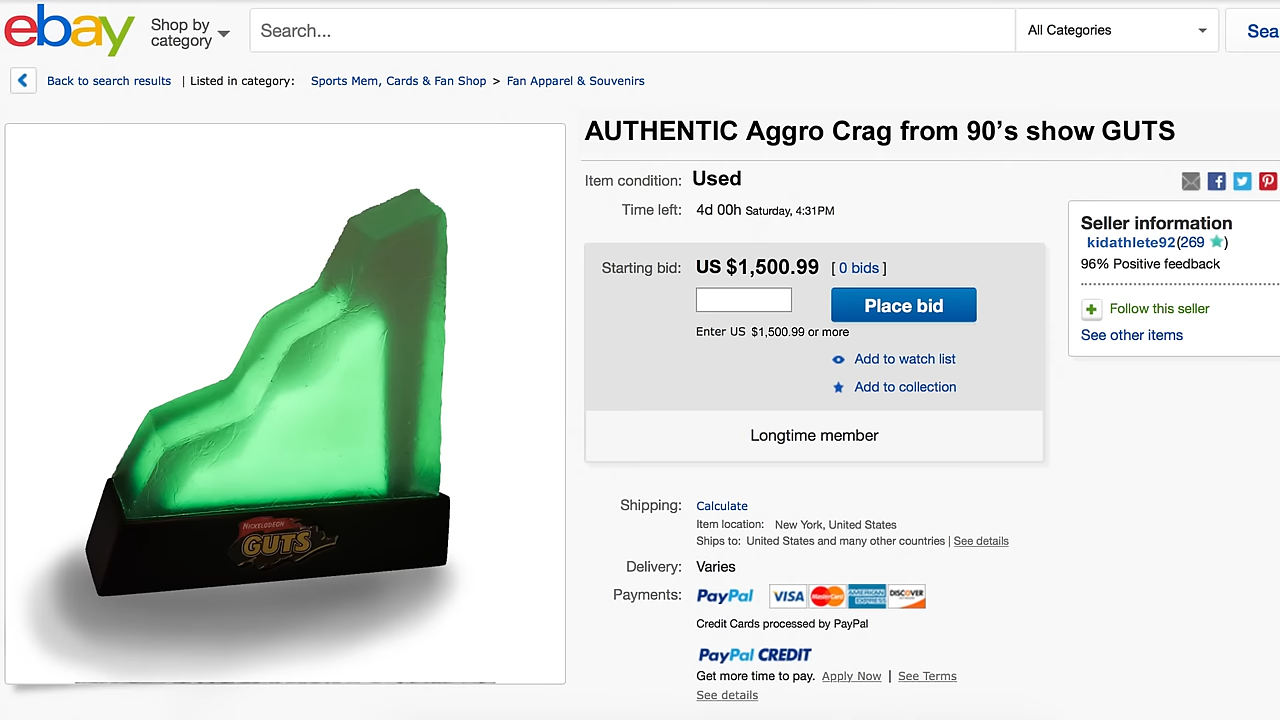 ebay
Shop by
category
Search...
All Categories
Sea
Back to search results | Listed in category: Sports Mem, Cards & Fan Shop > Fan Apparel & Souvenirs
AUTHENTIC Aggro Crag from 90's show GUTS
Item condition: Used
Time left: 4d 00h Saturday, 4:31PM
Starting bid: US $1,500.99 [ 0 bids ]
Place bid
Enter US $1,500.99 or more
Add to watch list
Add to collection
Longtime member
Seller information
kidathlete92(269 ★)
96% Positive feedback
Follow this seller
See other items
Shipping: Calculate
Item location: New York, United States
Ships to: United States and many other countries | See details
Delivery: Varies
Payments: PayPal VISA MasterCard AMERICAN EXPRESS DISCOVER
Credit Cards processed by PayPal
PayPal CREDIT
Get more time to pay. Apply Now | See Terms
See details
NICKELODEON
GUTS